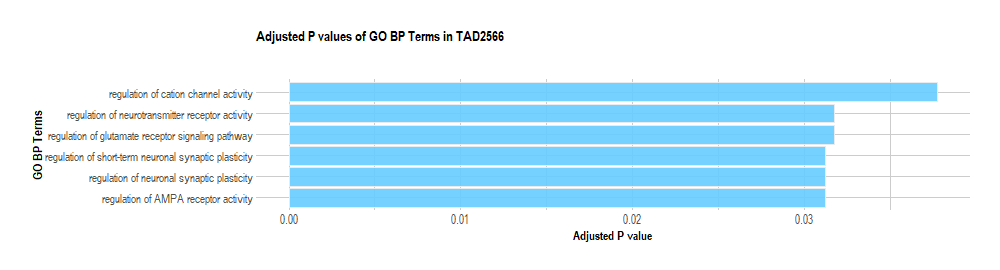 Adjusted P values of GO BP Terms in TAD2566
GO BP Terms
regulation of cation channel activity
regulation of neurotransmitter receptor activity
regulation of glutamate receptor signaling pathway
regulation of short-term neuronal synaptic plasticity
regulation of neuronal synaptic plasticity
regulation of AMPA receptor activity
0.00 0.01 0.02 0.03
Adjusted P value